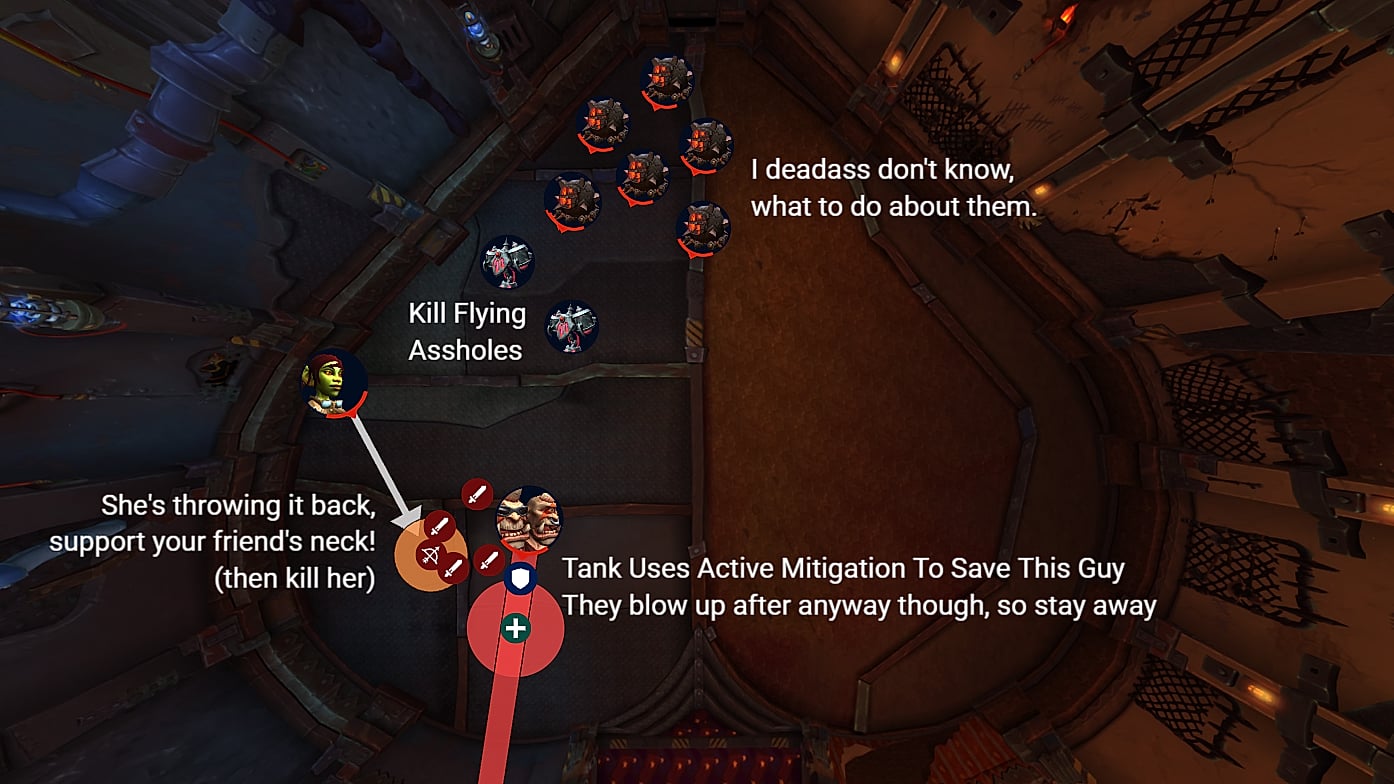 I deadass don't know,
what to do about them.
Kill Flying
Assholes
She's throwing it back,
support your friend's neck!
(then kill her)
Tank Uses Active Mitigation To Save This Guy
They blow up after anyway though, so stay away